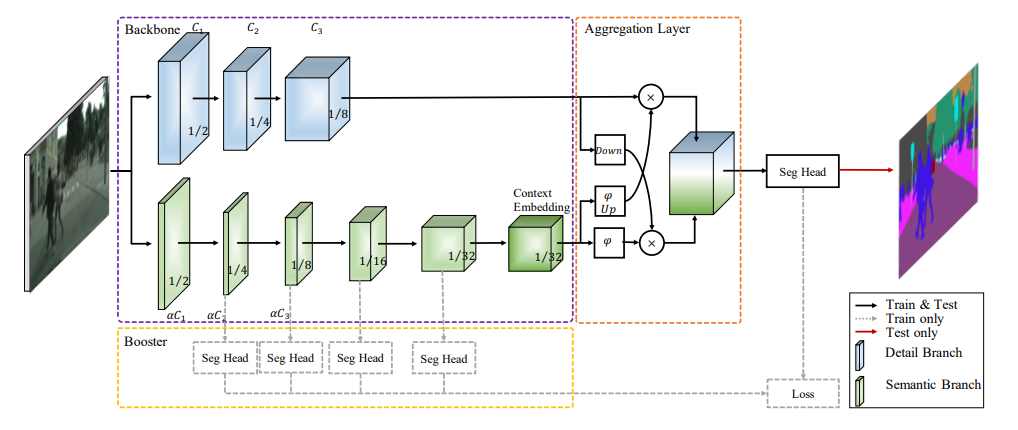 Backbone
C₁
C₂
C₃
Aggregation Layer
1/2
1/4
1/8
Down
×
φ
Up
φ
×
Seg Head
Context
Embedding
1/2
1/4
1/8
1/16
1/32
1/32
αC₁
αC₂
αC₃
Booster
Seg Head
Seg Head
Seg Head
Seg Head
Loss
Train & Test
Train only
Test only
Detail Branch
Semantic Branch